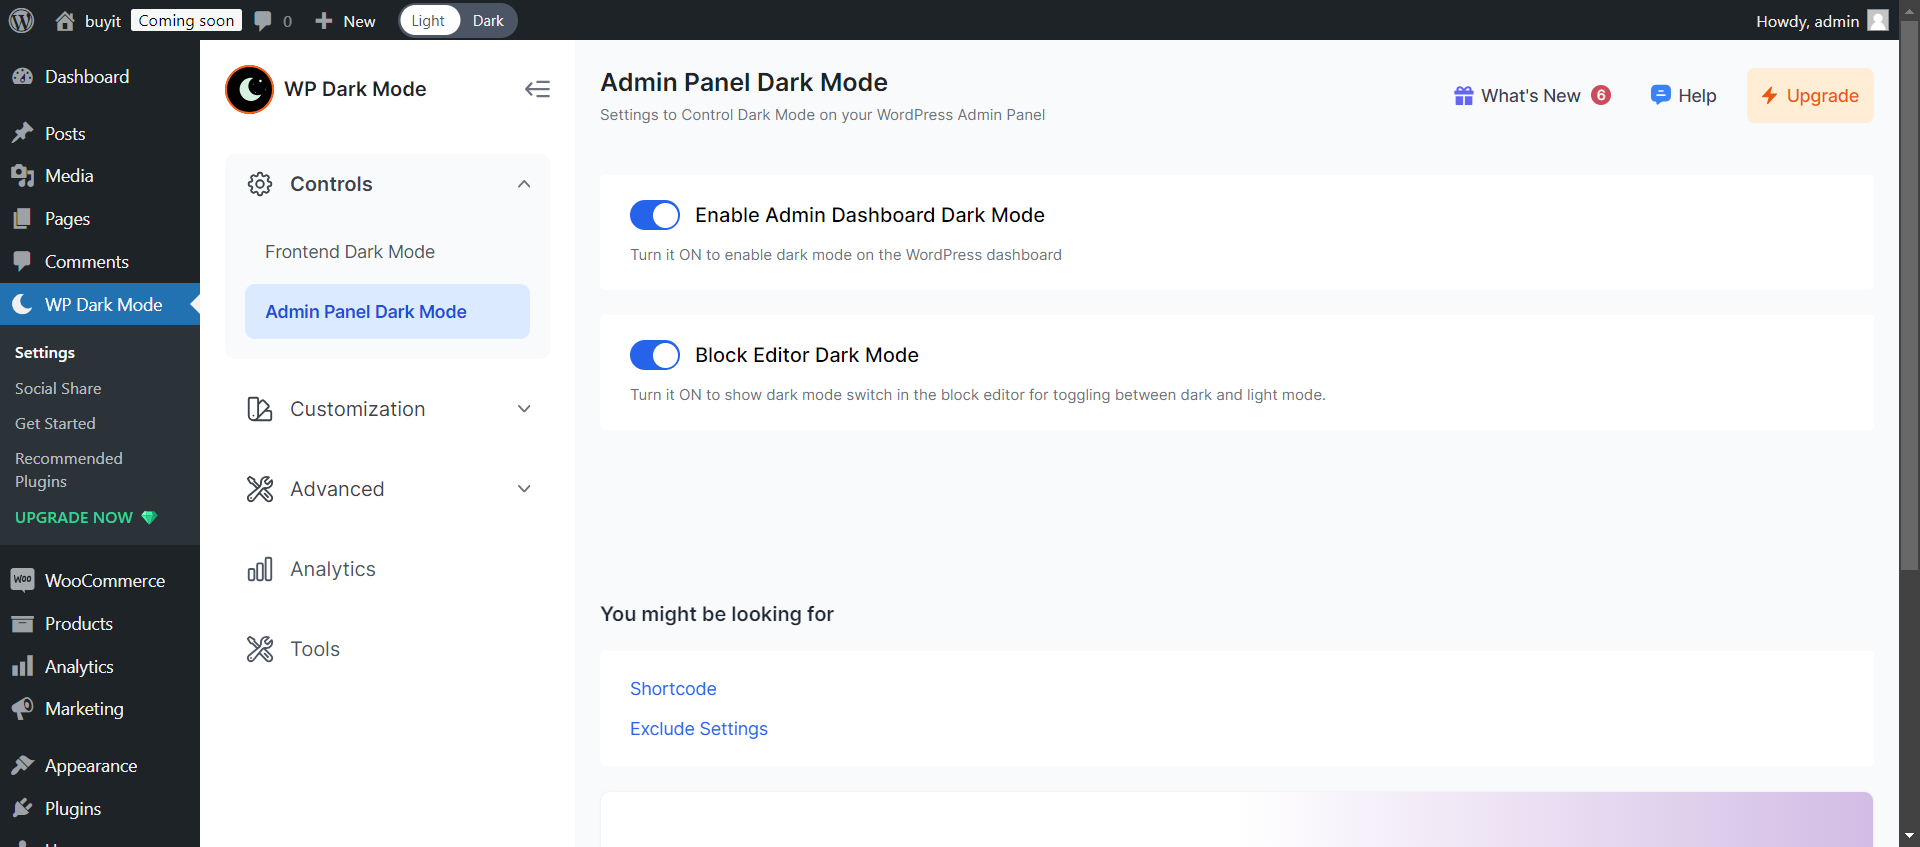 buyit
Coming soon
0
New
Light
Dark
Howdy, admin
Dashboard
Posts
Media
Pages
Comments
WP Dark Mode
Settings
Social Share
Get Started
Recommended
Plugins
UPGRADE NOW
Woo
WooCommerce
Products
Analytics
Marketing
Appearance
Plugins
WP Dark Mode
Controls
Frontend Dark Mode
Admin Panel Dark Mode
Customization
Advanced
Analytics
Tools
Admin Panel Dark Mode
Settings to Control Dark Mode on your WordPress Admin Panel
What's New 6
Help
Upgrade
Enable Admin Dashboard Dark Mode
Turn it ON to enable dark mode on the WordPress dashboard
Block Editor Dark Mode
Turn it ON to show dark mode switch in the block editor for toggling between dark and light mode.
You might be looking for
Shortcode
Exclude Settings